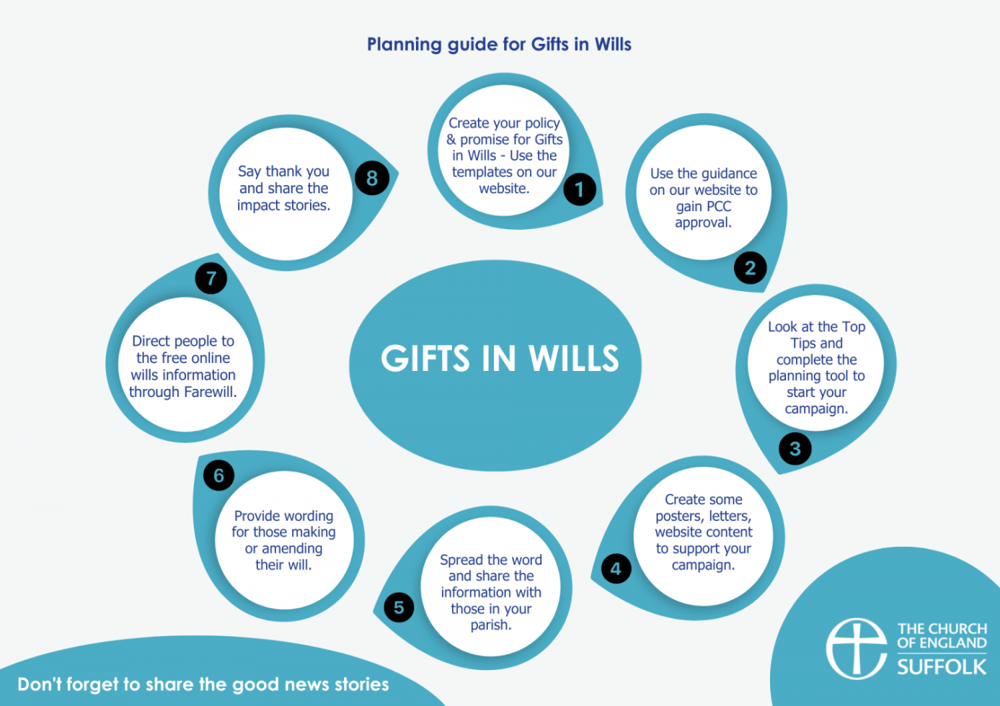 Planning guide for Gifts in Wills
Create your policy
& promise for Gifts
in Wills - Use the
templates on our
website.
1
Use the guidance
on our website to
gain PCC
approval.
2
Look at the Top
Tips and
complete the
planning tool to
start your
campaign.
3
Create some
posters, letters,
website content
to support your
campaign.
4
Spread the word
and share the
information with
those in your
parish.
5
Provide wording
for those making
or amending
their will.
6
Direct people to
the free online
wills information
through Farewill.
7
Say thank you
and share the
impact stories.
8
GIFTS IN WILLS
Don't forget to share the good news stories
THE CHURCH
OF ENGLAND
SUFFOLK